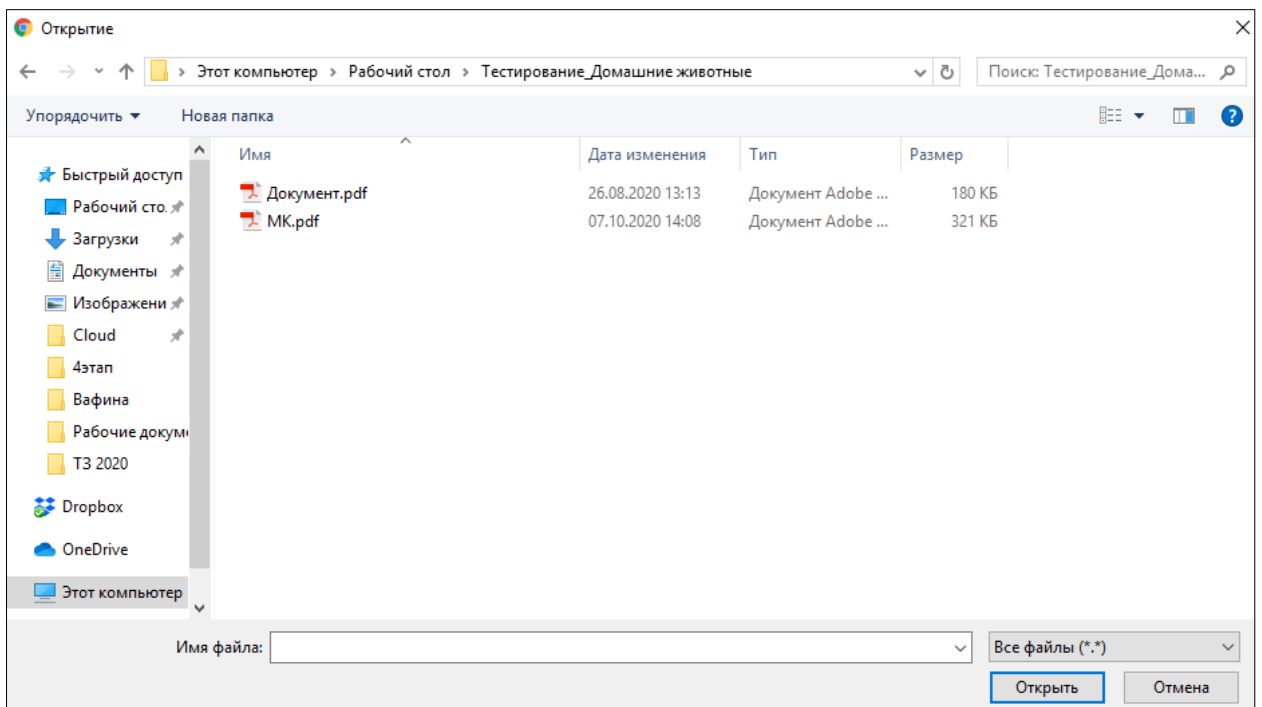 Открытие
Этот компьютер > Рабочий стол > Тестирование_Домашние животные
Поиск: Тестирование_Дома...
Упорядочить Новая папка
Имя Дата изменения Тип Размер
Документ.pdf 26.08.2020 13:13 Документ Adobe ... 180 КБ
МК.pdf 07.10.2020 14:08 Документ Adobe ... 321 КБ
Быстрый доступ
Рабочий сто.
Загрузки
Документы
Изображени
Cloud
4этап
Вафина
Рабочие докум
ТЗ 2020
Dropbox
OneDrive
Этот компьютер
Имя файла:
Все файлы (*.*)
Открыть Отмена